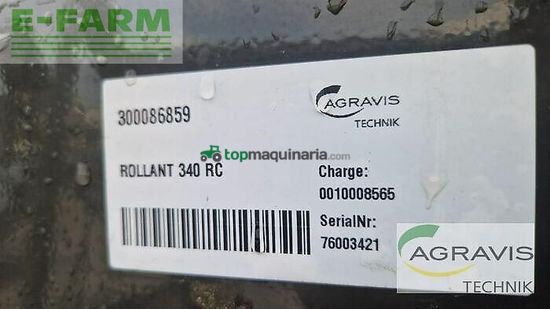 E-FARM
300086859
AGRAVIS
TECHNIK
topmaquinaria.com
ROLLANT 340 RC
Charge:
0010008565
SerialNr:
76003421
AGRAVIS
TECHNIK